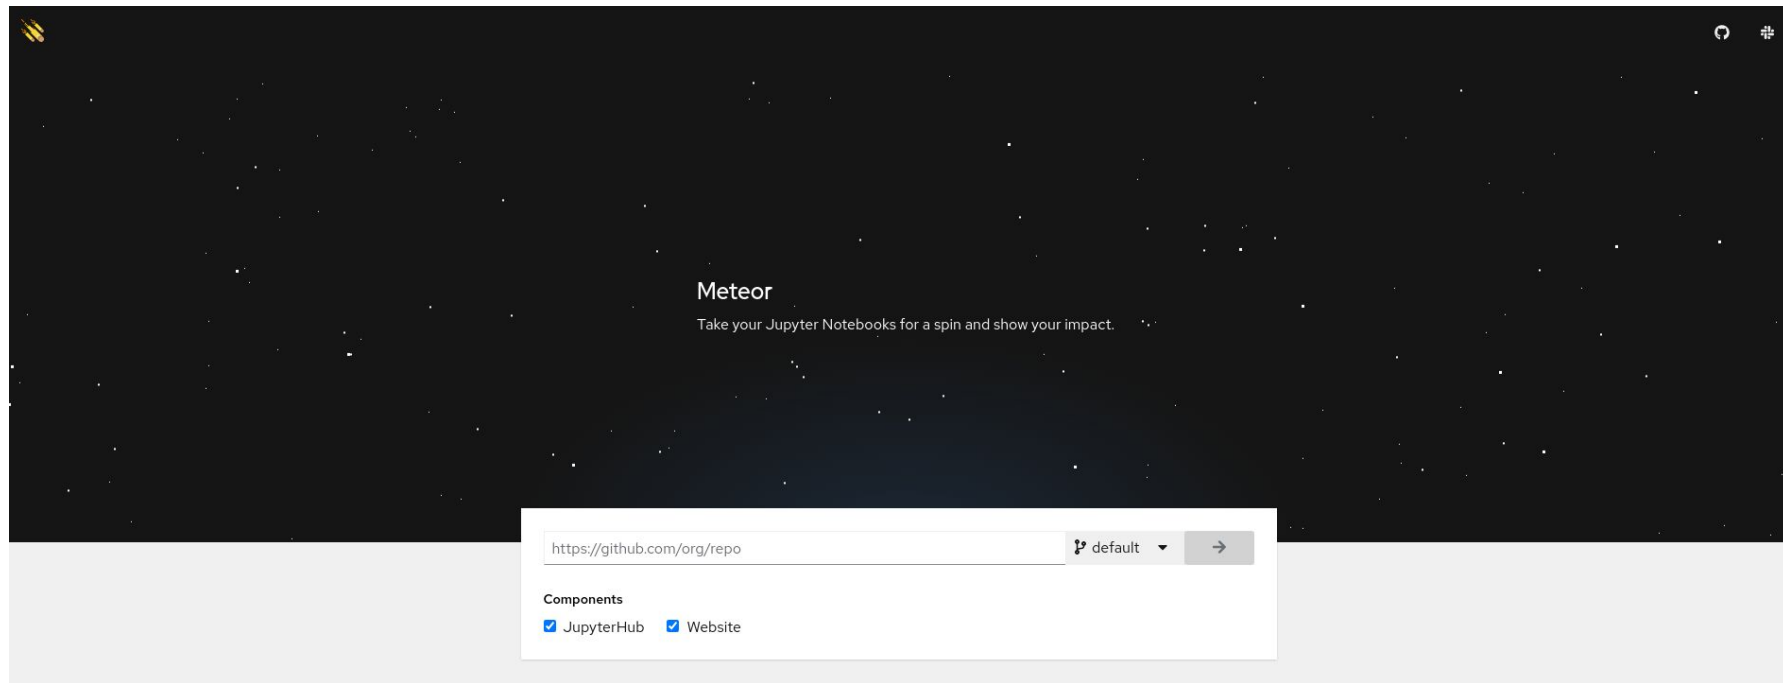 Meteor
Take your Jupyter Notebooks for a spin and show your impact.
https://github.com/org/repo default
Components
JupyterHub Website